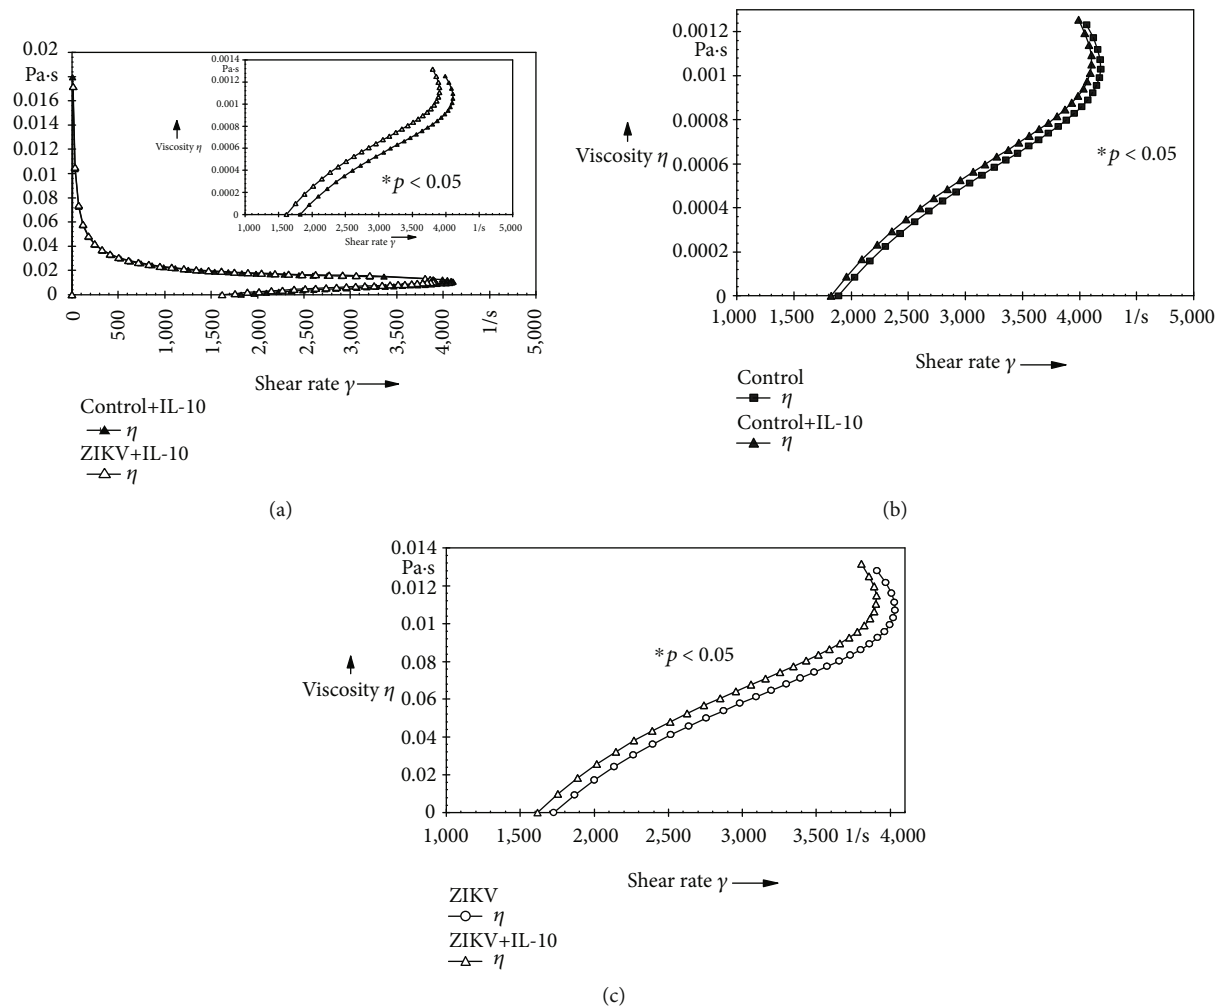 0.02
Pa·s
0.016
0.014
0.012
0.01
0.08
0.06
0.04
0.02
0
0
500
1,000
1,500
2,000
2,500
3,000
3,500
4,000
1/s
5,000
Shear rate γ
0.0014
Pa·s
0.0012
0.001
0.0008
0.0006
0.0004
0.0002
0
Viscosity η
*p < 0.05
1,000 1,500 2,000 2,500 3,000 3,500 4,000 1/s 5,000
Shear rate γ
Control+IL-10
η
ZIKV+IL-10
η
(a)
0.0012
Pa·s
0.001
0.0008
0.0006
0.0004
0.0002
0
Viscosity η
*p < 0.05
1,000 1,500 2,000 2,500 3,000 3,500 4,000 1/s 5,000
Shear rate γ
Control
η
Control+IL-10
η
(b)
0.014
Pa·s
0.012
0.01
0.08
0.06
0.04
0.02
0
Viscosity η
*p < 0.05
1,000 1,500 2,000 2,500 3,000 3,500 1/s 4,000
Shear rate γ
ZIKV
η
ZIKV+IL-10
η
(c)